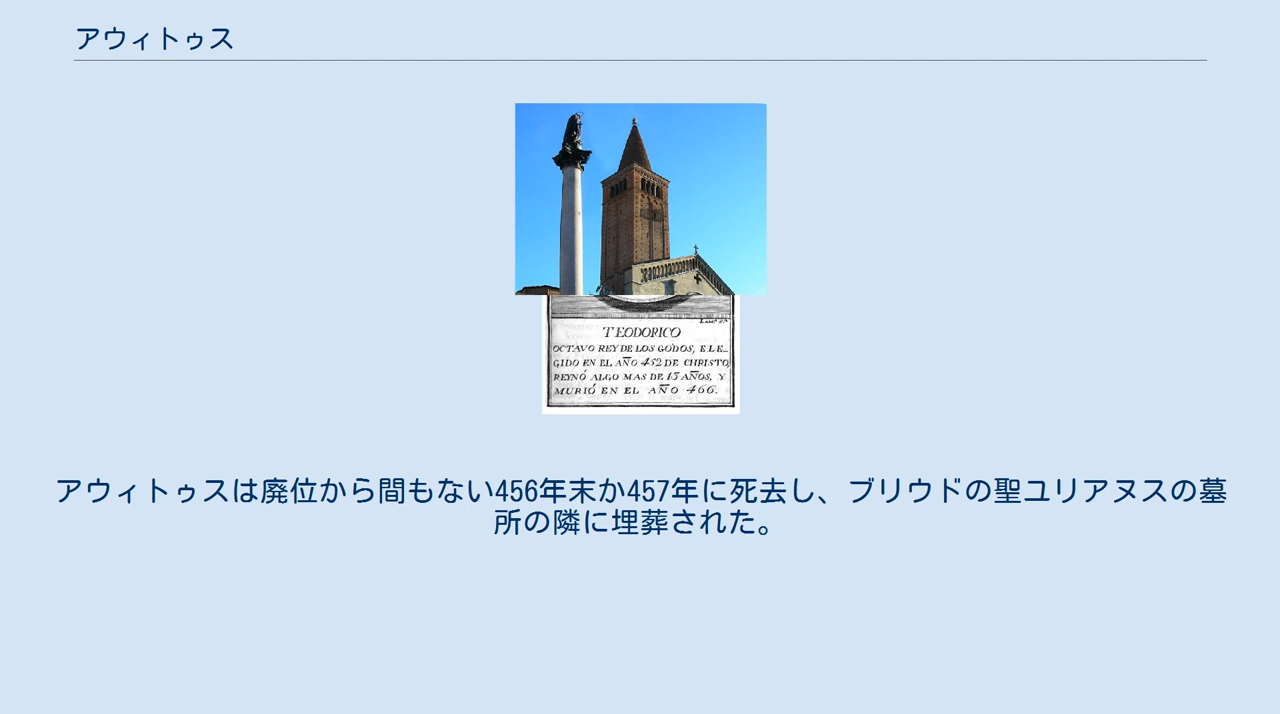 アウィトゥス
TEODORICO
OCTAVO REY DE LOS GODOS, ELE_
GIDO EN EL AÑO 452 DE CHRISTO,
REYNÓ ALGO MAS DE 13 AÑOS, Y
MURIÓ EN EL AÑO 466.
アウィトゥスは廃位から間もない456年末か457年に死去し、ブリウドの聖ユリアヌスの墓
所の隣に埋葬された。